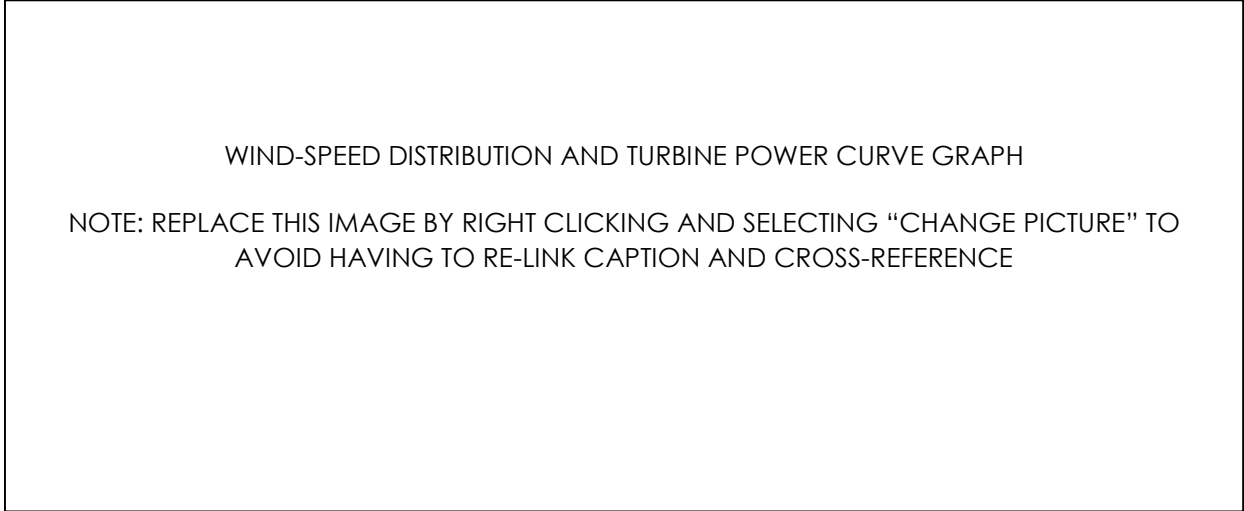 WIND-SPEED DISTRIBUTION AND TURBINE POWER CURVE GRAPH
NOTE: REPLACE THIS IMAGE BY RIGHT CLICKING AND SELECTING “CHANGE PICTURE” TO
AVOID HAVING TO RE-LINK CAPTION AND CROSS-REFERENCE